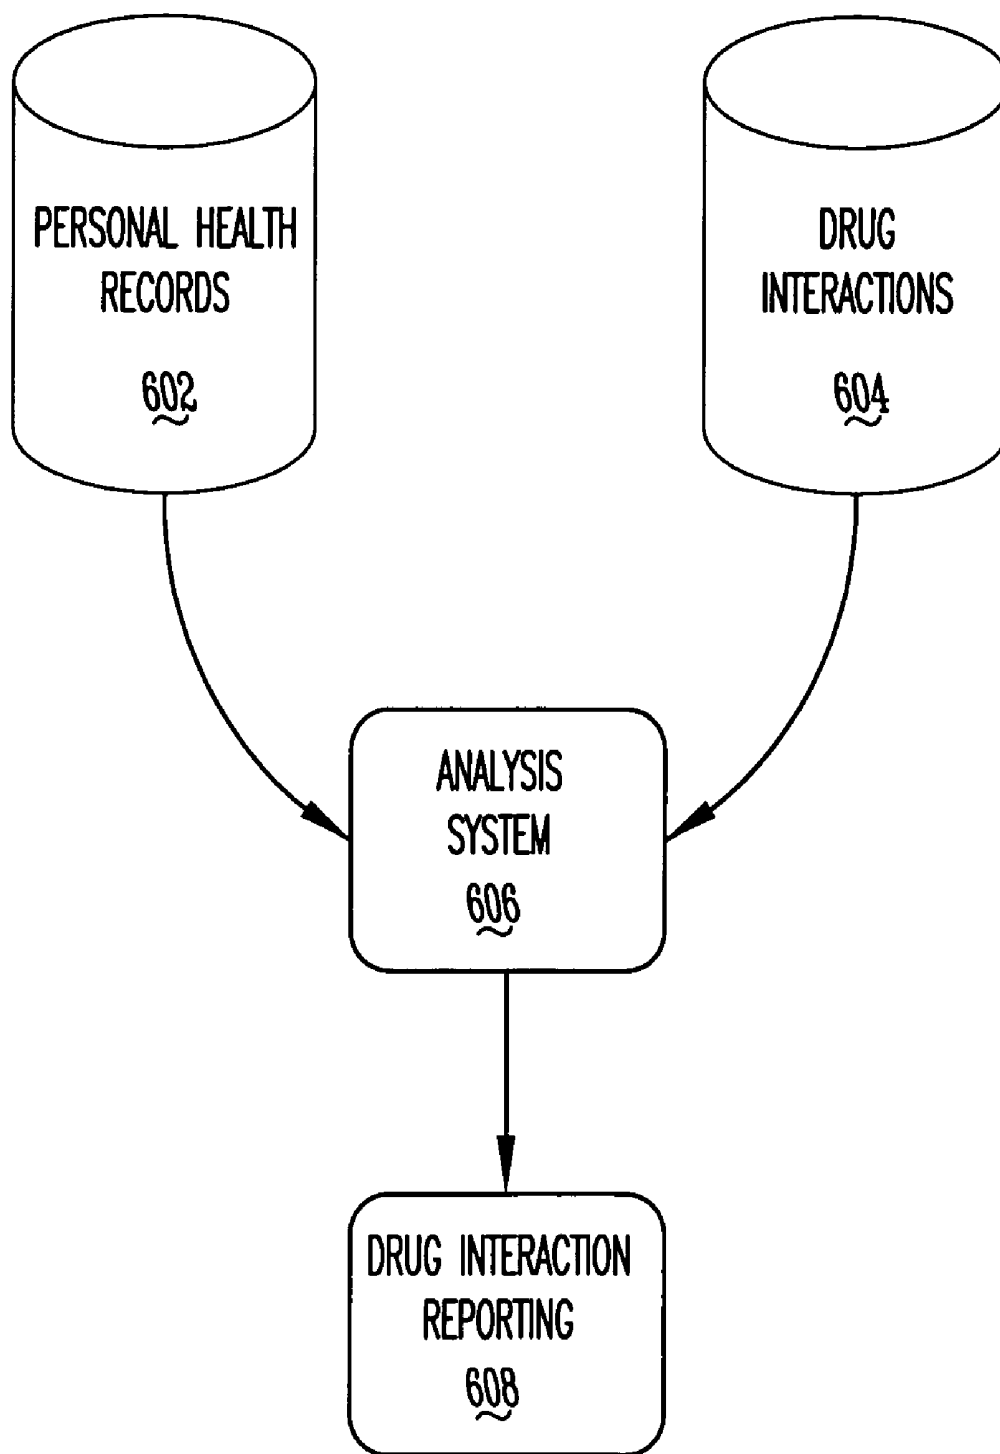 PERSONAL HEALTH
RECORDS
602
DRUG
INTERACTIONS
604
ANALYSIS
SYSTEM
606
DRUG INTERACTION
REPORTING
608